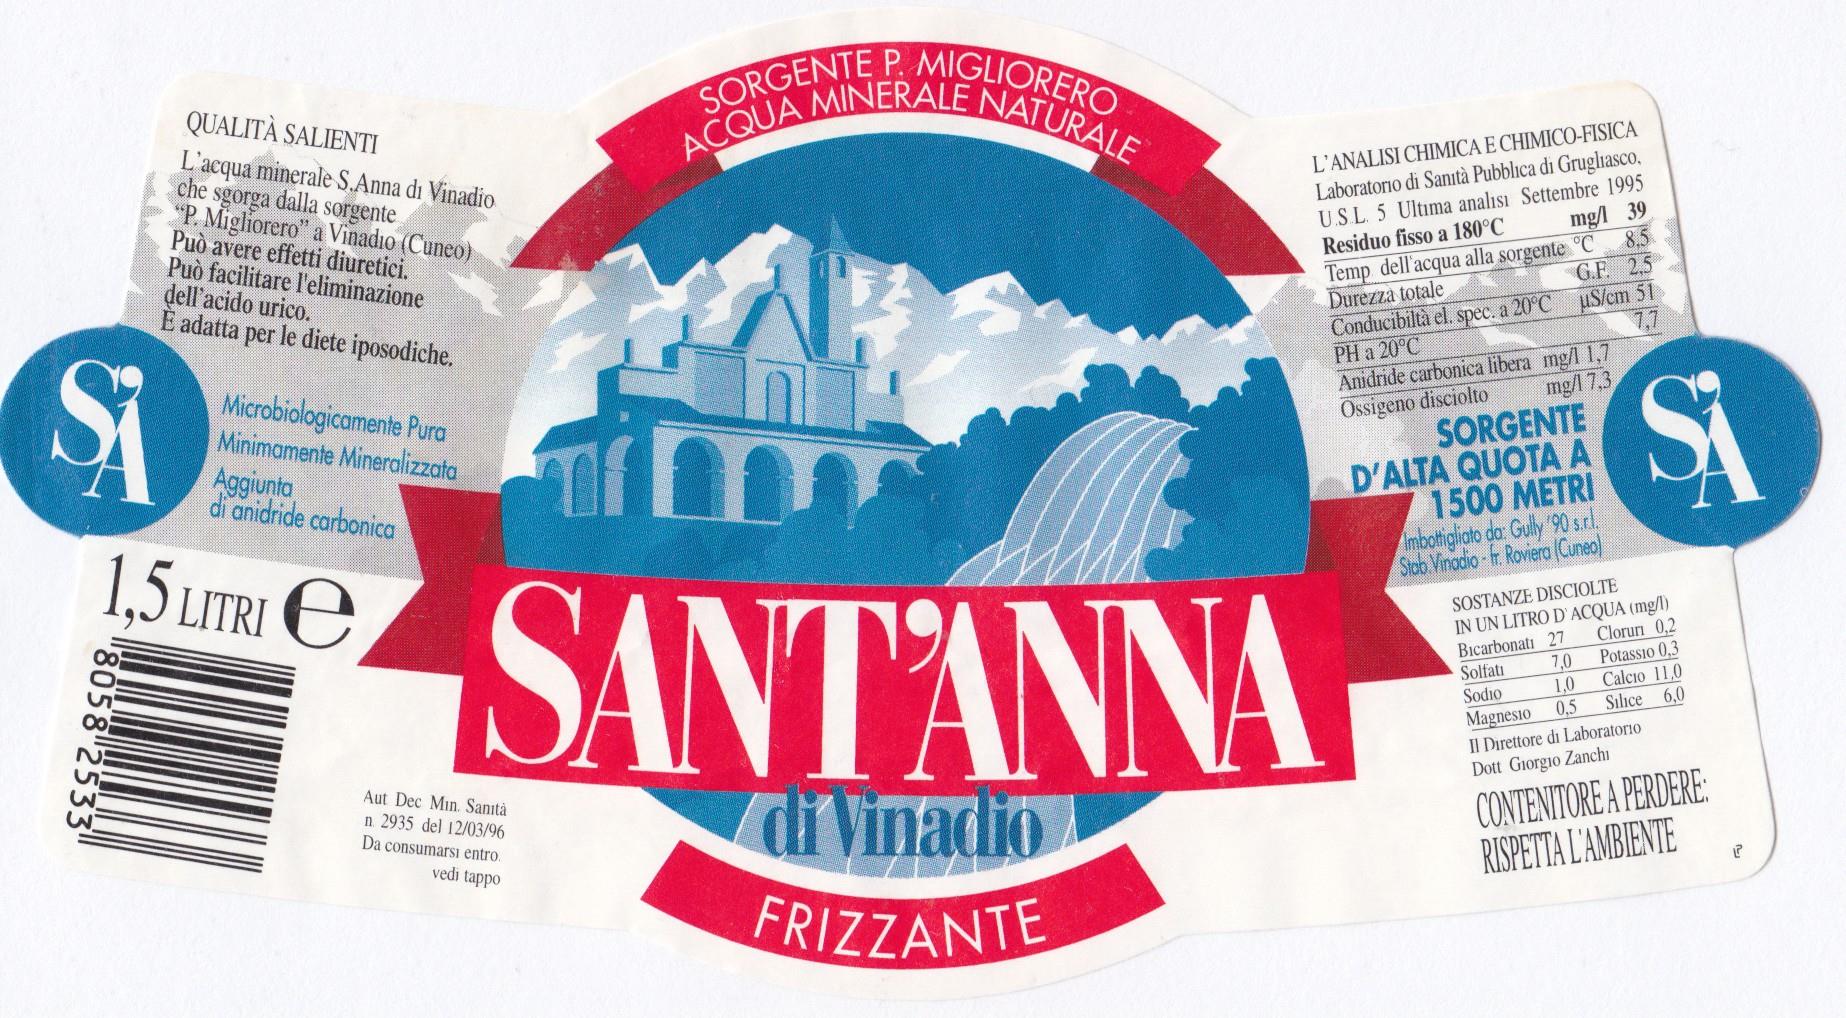 SORGENTE P. MIGLIORERO
ACQUA MINERALE NATURALE
QUALITÀ SALIENTI
L'acqua minerale S.Anna di Vinadio
che sgorga dalla sorgente
"P. Migliorero" a Vinadio (Cuneo)
Può avere effetti diuretici.
Può facilitare l'eliminazione
dell'acido urico.
È adatta per le diete iposodiche.
S'A
Microbiologicamente Pura
Minimamente Mineralizzata
Aggiunta
di anidride carbonica
1,5 LITRI e
80582533
Aut Dec Min. Sanità
n. 2935 del 12/03/96
Da consumarsi entro.
vedi tappo
SANT'ANNA
di Vinadio
FRIZZANTE
L'ANALISI CHIMICA E CHIMICO-FISICA
Laboratorio di Sanità Pubblica di Grugliasco,
U.S.L. 5 Ultima analisi Settembre 1995
Residuo fisso a 180°C mg/l 39
Temp. dell'acqua alla sorgente °C 8,5
Durezza totale G.F. 2,5
Conducibiltà el. spec. a 20°C µS/cm 51
PH a 20°C 7,7
Anidride carbonica libera mg/l 1,7
Ossigeno disciolto mg/l 7,3
SORGENTE
D'ALTA QUOTA A
1500 METRI
Imbottigliato da: Gully '90 s.r.l.
Stab.Vinadio - fr. Roviera (Cuneo)
S'A
SOSTANZE DISCIOLTE
IN UN LITRO D'ACQUA (mg/l)
Bicarbonati 27 Cloruri 0,2
Solfati 7,0 Potassio 0,3
Sodio 1,0 Calcio 11,0
Magnesio 0,5 Silice 6,0
Il Direttore di Laboratorio
Dott Giorgio Zanchi
CONTENITORE A PERDERE:
RISPETTA L'AMBIENTE